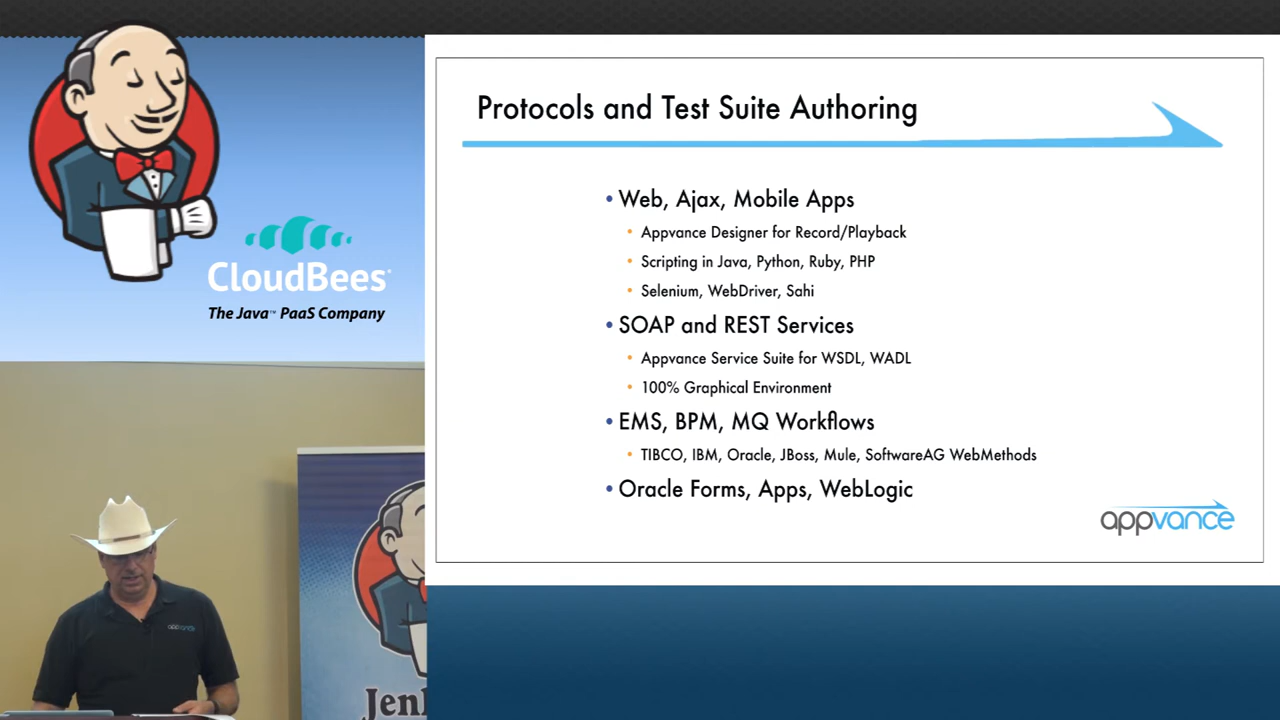 CloudBees
The Java™ PaaS Company
Protocols and Test Suite Authoring
• Web, Ajax, Mobile Apps
• Appvance Designer for Record/Playback
• Scripting in Java, Python, Ruby, PHP
• Selenium, WebDriver, Sahi
• SOAP and REST Services
• Appvance Service Suite for WSDL, WADL
• 100% Graphical Environment
• EMS, BPM, MQ Workflows
• TIBCO, IBM, Oracle, JBoss, Mule, SoftwareAG WebMethods
• Oracle Forms, Apps, WebLogic
appvance
appvance
Jen